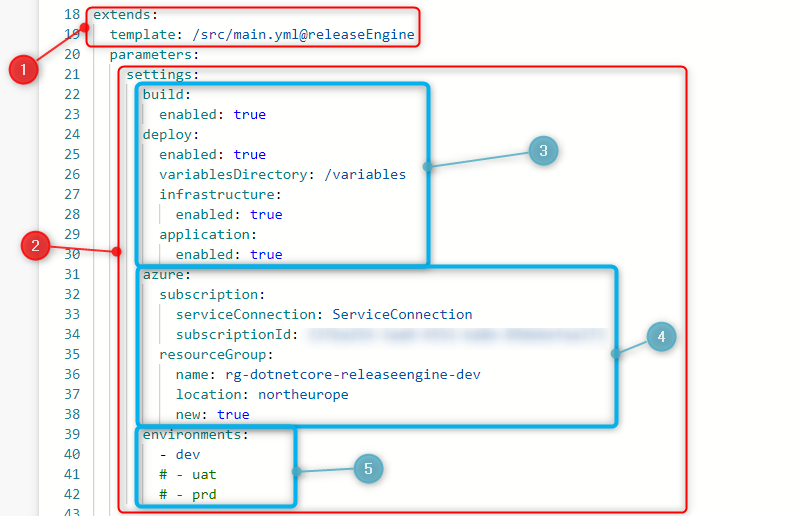 18 extends:
19 template: /src/main.yml@releaseEngine
20 parameters:
21 settings:
22 build:
23 enabled: true
24 deploy:
25 enabled: true
26 variablesDirectory: /variables
27 infrastructure:
28 enabled: true
29 application:
30 enabled: true
31 azure:
32 subscription:
33 serviceConnection: ServiceConnection
34 subscriptionId:
35 resourceGroup:
36 name: rg-dotnetcore-releaseengine-dev
37 location: northeurope
38 new: true
39 environments:
40 - dev
41 # - uat
42 # - prd
43
1
2
3
4
5